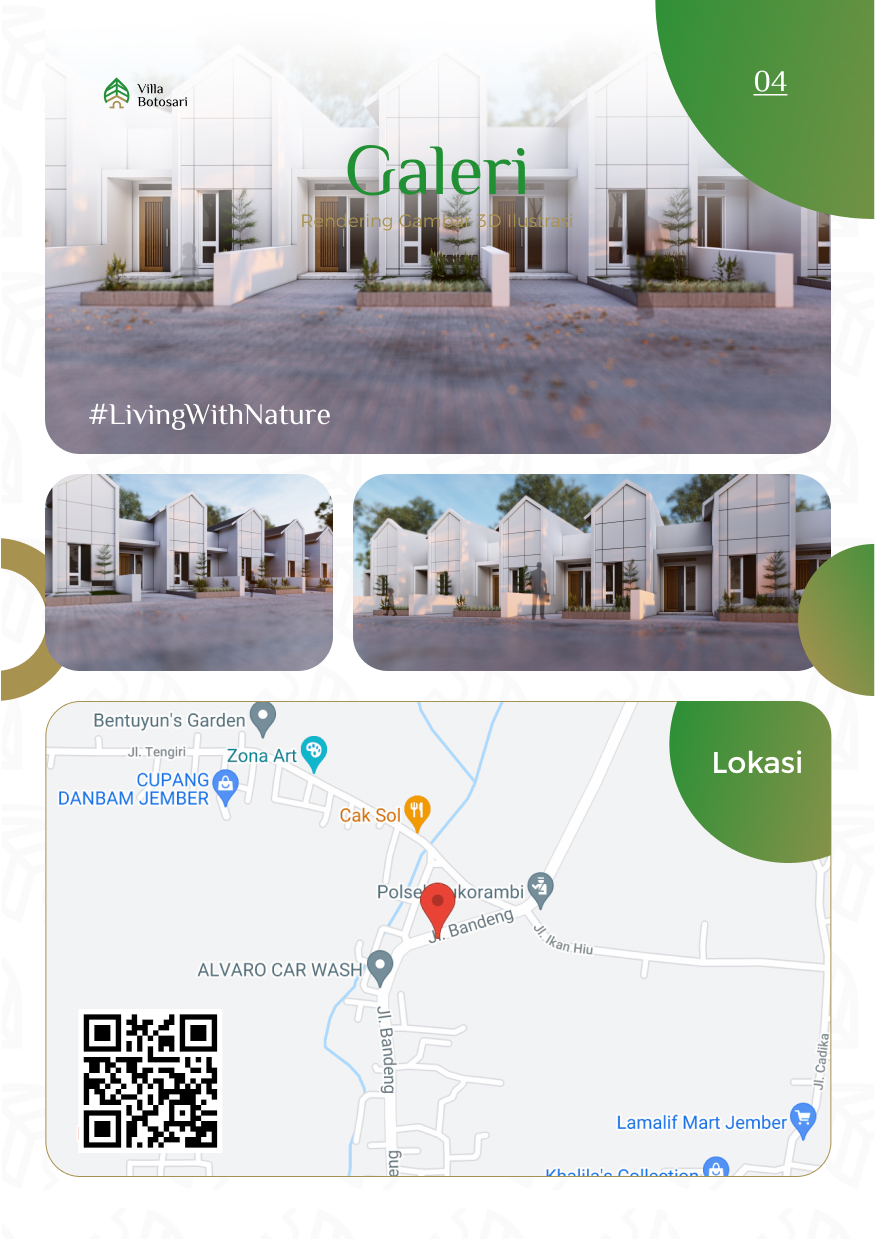 Villa
Botosari
04
Galeri
Rendering Gambar 3D Ilustrasi
#LivingWithNature
Lokasi
Bentuyun's Garden
Jl. Tengiri
Zona Art
CUPANG
DANBAM JEMBER
Cak Sol
Polsek Sukorambi
Jl. Bandeng
Jl. Ikan Hiu
ALVARO CAR WASH
Jl. Bandeng
Jl. Cadika
Lamalif Mart Jember
Khalila's Collection